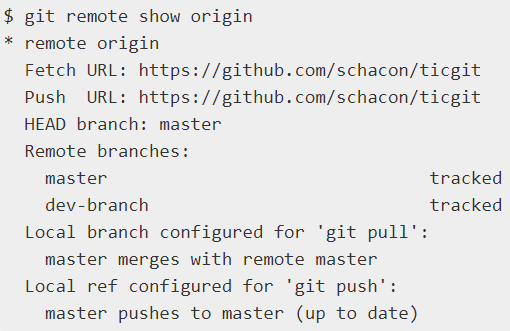 $ git remote show origin
* remote origin
  Fetch URL: https://github.com/schacon/ticgit
  Push  URL: https://github.com/schacon/ticgit
  HEAD branch: master
  Remote branches:
    master                               tracked
    dev-branch                           tracked
  Local branch configured for 'git pull':
    master merges with remote master
  Local ref configured for 'git push':
    master pushes to master (up to date)